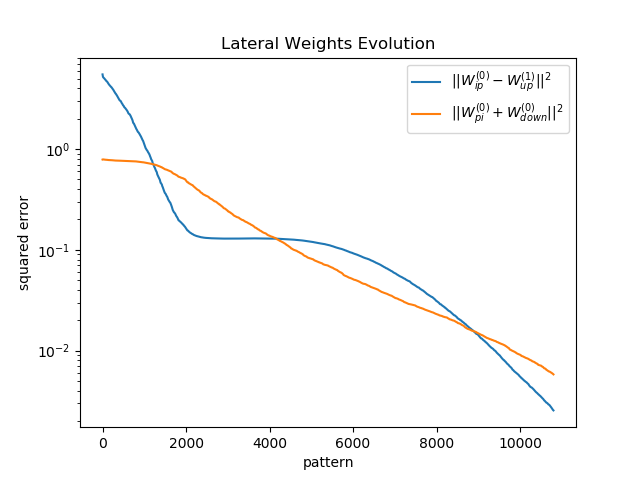 Lateral Weights Evolution
||W_{ip}^{(0)} − W_{up}^{(1)}||^2
||W_{pi}^{(0)} + W_{down}^{(0)}||^2
squared error
10^0
10^{-1}
10^{-2}
0 2000 4000 6000 8000 10000
pattern